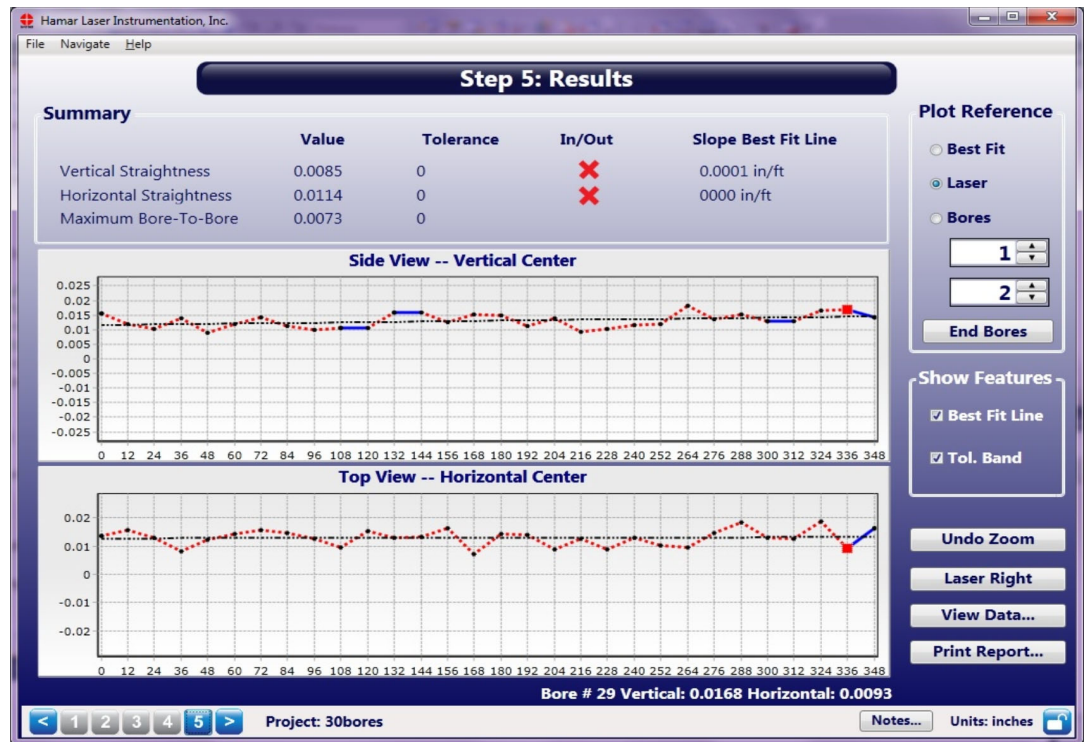 Hamar Laser Instrumentation, Inc.
File Navigate Help
Step 5: Results
Summary
Value Tolerance In/Out Slope Best Fit Line
Vertical Straightness 0.0085 0 0.0001 in/ft
Horizontal Straightness 0.0114 0 0000 in/ft
Maximum Bore-To-Bore 0.0073 0
Side View -- Vertical Center
0.025
0.02
0.015
0.01
0.005
0
-0.005
-0.01
-0.015
-0.02
-0.025
0 12 24 36 48 60 72 84 96 108 120 132 144 156 168 180 192 204 216 228 240 252 264 276 288 300 312 324 336 348
Top View -- Horizontal Center
0.02
0.01
0
-0.01
-0.02
0 12 24 36 48 60 72 84 96 108 120 132 144 156 168 180 192 204 216 228 240 252 264 276 288 300 312 324 336 348
Bore # 29 Vertical: 0.0168 Horizontal: 0.0093
Plot Reference
Best Fit
Laser
Bores
1
2
End Bores
Show Features
Best Fit Line
Tol. Band
Undo Zoom
Laser Right
View Data...
Print Report...
< 1 2 3 4 5 > Project: 30bores Notes... Units: inches